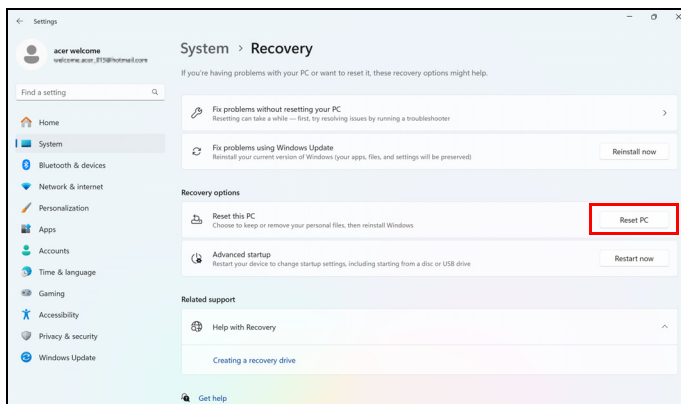 Settings
acer welcome
welcome.acer_815@hotmail.com
Find a setting
Home
System
Bluetooth & devices
Network & internet
Personalization
Apps
Accounts
Time & language
Gaming
Accessibility
Privacy & security
Windows Update
System > Recovery
If you're having problems with your PC or want to reset it, these recovery options might help.
Fix problems without resetting your PC
Resetting can take a while — first, try resolving issues by running a troubleshooter
Fix problems using Windows Update
Reinstall your current version of Windows (your apps, files, and settings will be preserved)
Reinstall now
Recovery options
Reset this PC
Choose to keep or remove your personal files, then reinstall Windows
Reset PC
Advanced startup
Restart your device to change startup settings, including starting from a disc or USB drive
Restart now
Related support
Help with Recovery
Creating a recovery drive
Get help